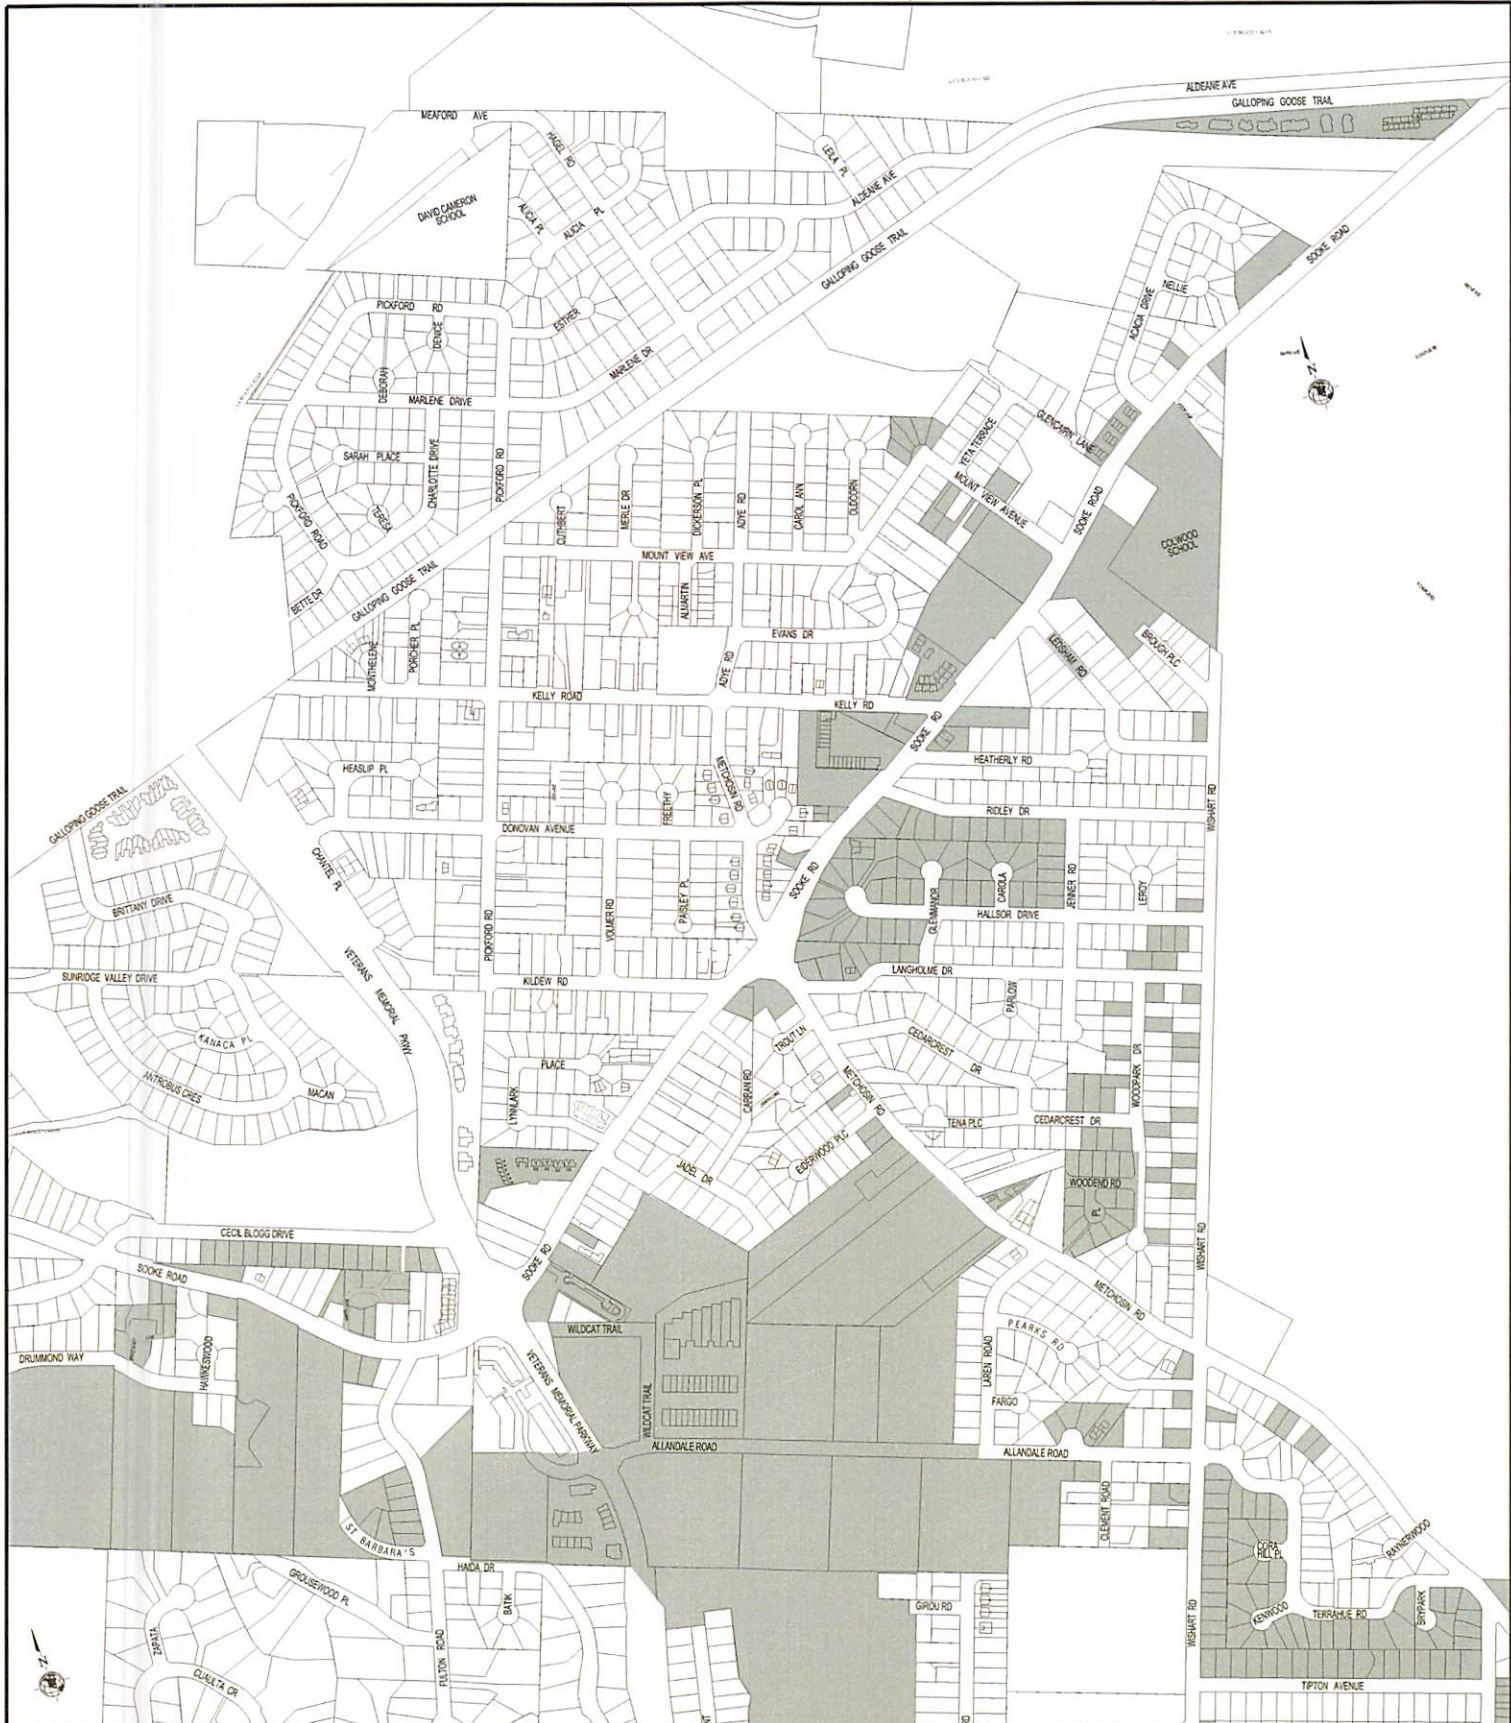 ALDEANE AVE
GALLOPING GOOSE TRAIL
MEAFORD AVE
HAGEL RD
LEILA PL
DAVID CAMERON
SCHOOL
ALICIA PL
ALICIA PL
ALDEANE AVE
GALLOPING GOOSE TRAIL
SOOKE ROAD
NELLIE
ACACIA DRIVE
PICKFORD RD
DENICE
ESTHER
MARLENE DR
DEBORAH
MARLENE DRIVE
GLENCAIRN LANE
YETA TERRACE
SARAH PLACE
CHARLOTTE DRIVE
PICKFORD RD
MOUNT VIEW AVENUE
SOOKE ROAD
TERESA
PICKFORD ROAD
CUTHBERT
MERLE DR
DICKERSON PL
ADYE RD
CAROL ANN
OLDCORN
COLWOOD
SCHOOL
MOUNT VIEW AVE
GALLOPING GOOSE TRAIL
BETTE DR
ALMARTIN
EVANS DR
MONTHELENE
PORCHER PL
ADYE RD
LEDSHAM RD
BROUGH PLC
KELLY ROAD
KELLY RD
SOOKE RD
HEATHERLY RD
HEASLIP PL
METCHOSIN RD
FREETHY
GALLOPING GOOSE TRAIL
RIDLEY DR
WISHART RD
DONOVAN AVENUE
CHANTEL PL
SOOKE RD
BRITTANY DRIVE
VOLMER RD
PAISLEY PL
GLENMANOR
CAROLA
JENNER RD
LEROY
HALLSOR DRIVE
PICKFORD RD
VETERANS MEMORIAL PKWY
SUNRIDGE VALLEY DRIVE
KILDEW RD
LANGHOLME DR
PARLOW
KANACA PL
TROUT LN
CEDARCREST DR
WOODPARK DR
PLACE
ANTROBUS CRES
MACAN
LYNNLARK
CARRAN RD
METCHOSIN RD
TENA PLC
CEDARCREST DR
EIDERWOOD PLC
JADEL DR
WOODEND RD
PL
CECIL BLOGG DRIVE
SOOKE ROAD
SOOKE RD
WISHART RD
METCHOSIN RD
WILDCAT TRAIL
PEARKS RD
DRUMMOND WAY
HAWKESWOOD
VETERANS MEMORIAL PARKWAY
WILDCAT TRAIL
LAREN ROAD
FARGO
ALLANDALE ROAD
ALLANDALE ROAD
CLEMENT ROAD
ST BARBARA'S
CORA
HILL PL
RAYNERWOOD
HAIDA DR
GROUSEWOOD PL
BATIK
GIROU RD
KENWOOD
TERRAHUE RD
BRYPARK
ZAPATA
CUAULTA CR
FULTON ROAD
WISHART RD
TIPTON AVENUE